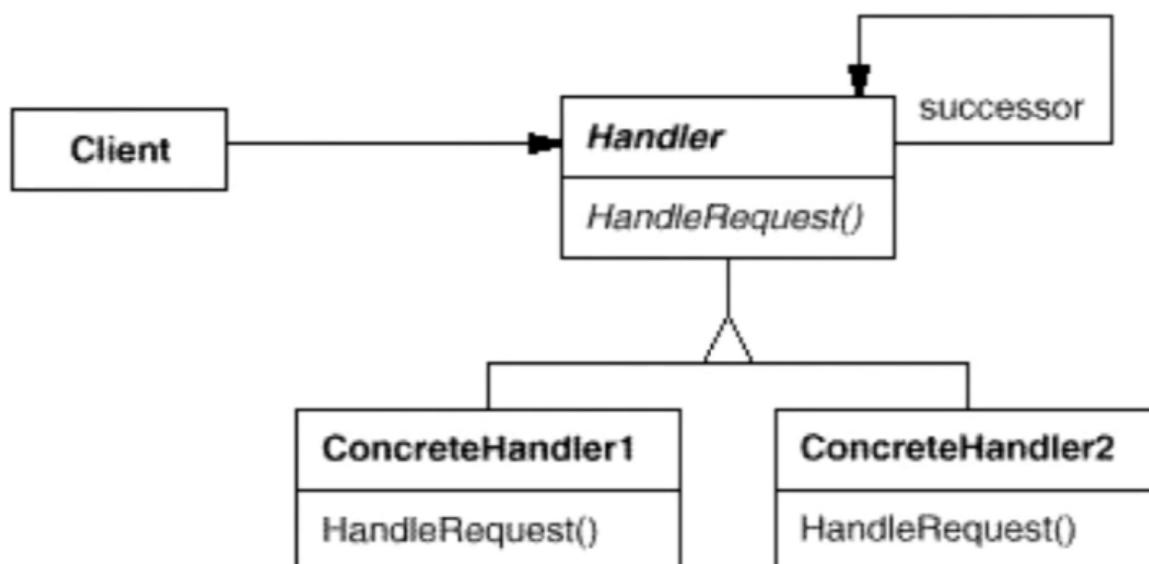 successor
Client
Handler
HandleRequest()
ConcreteHandler1
ConcreteHandler2
HandleRequest()
HandleRequest()